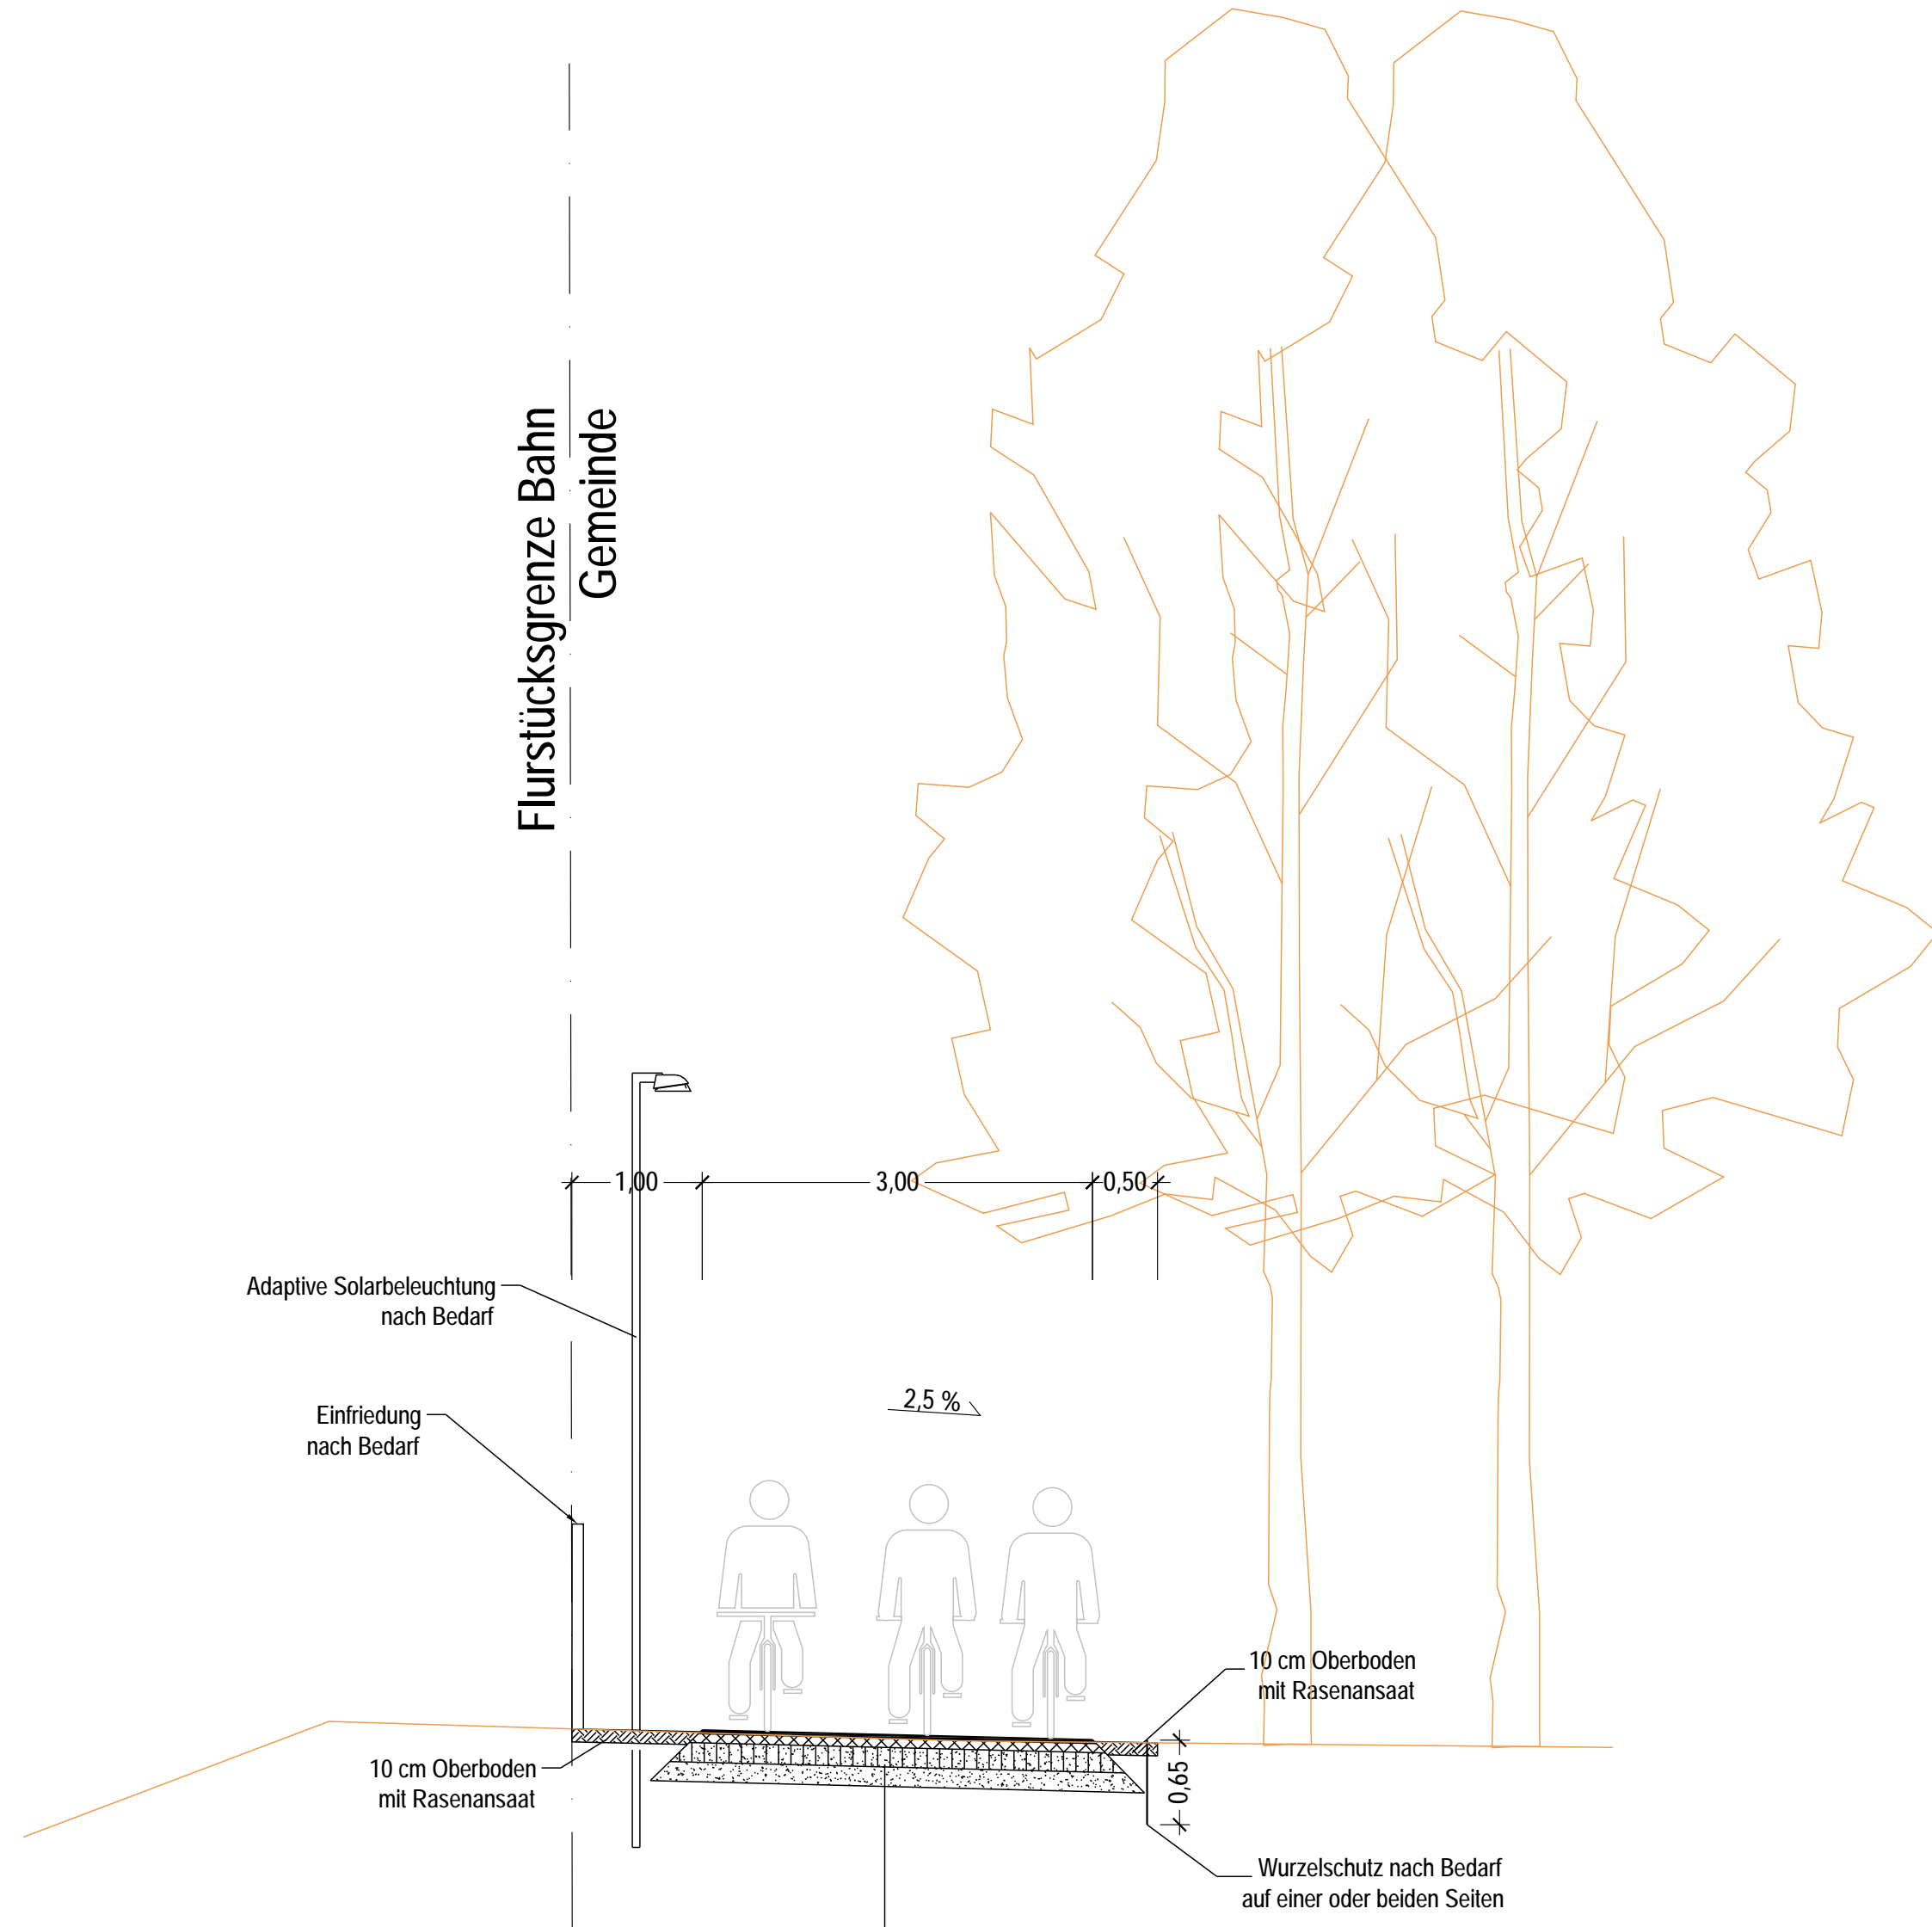 Flurstücksgrenze Bahn
Gemeinde
1,00
3,00
0,50
Adaptive Solarbeleuchtung
nach Bedarf
2,5 %
Einfriedung
nach Bedarf
10 cm Oberboden
mit Rasenansaat
10 cm Oberboden
mit Rasenansaat
0,65
Wurzelschutz nach Bedarf
auf einer oder beiden Seiten